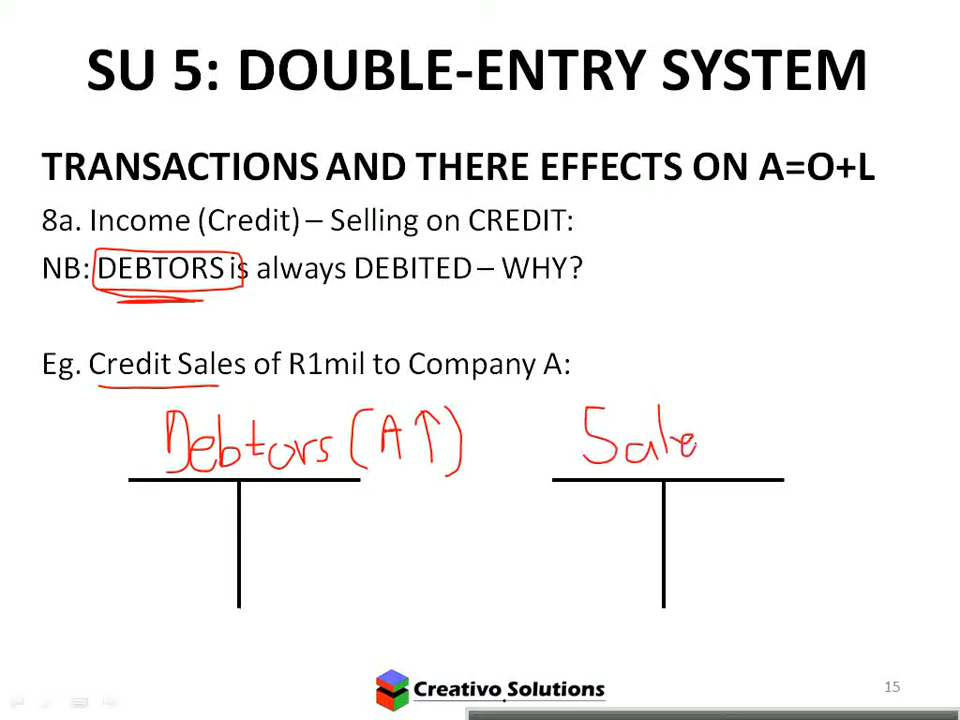 SU 5: DOUBLE-ENTRY SYSTEM
TRANSACTIONS AND THERE EFFECTS ON A=O+L
8a. Income (Credit) – Selling on CREDIT:
NB: DEBTORS is always DEBITED – WHY?
Eg. Credit Sales of R1mil to Company A:
Debtors (A↑) Sale
Creativo Solutions
15